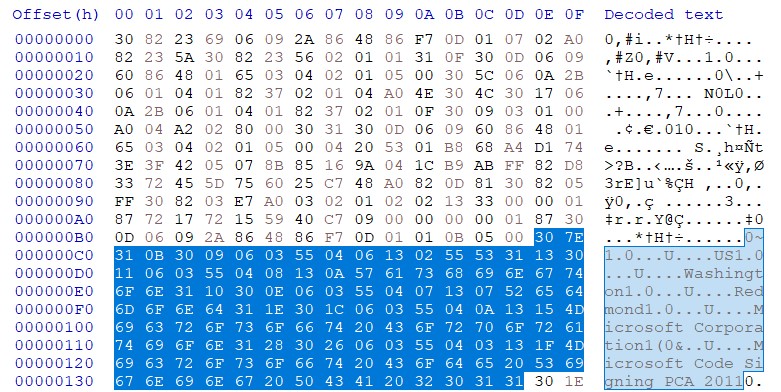 Offset(h) 00 01 02 03 04 05 06 07 08 09 0A 0B 0C 0D 0E 0F Decoded text
00000000 30 82 23 69 06 09 2A 86 48 86 F7 0D 01 07 02 A0 0‚#i..*†H†÷....
00000010 82 23 5A 30 82 23 56 02 01 01 31 0F 30 0D 06 09 ‚#Z0‚#V...1.0...
00000020 60 86 48 01 65 03 04 02 01 05 00 30 5C 06 0A 2B `†H.e......0\..+
00000030 06 01 04 01 82 37 02 01 04 A0 4E 30 4C 30 17 06 ....‚7... N0L0..
00000040 0A 2B 06 01 04 01 82 37 02 01 0F 30 09 03 01 00 .+....‚7...0....
00000050 A0 04 A2 02 80 00 30 31 30 0D 06 09 60 86 48 01 .¢.€.010...`†H.
00000060 65 03 04 02 01 05 00 04 20 53 01 B8 68 A4 D1 74 e....... S.¸h¤Ñt
00000070 3E 3F 42 05 07 8B 85 16 9A 04 1C B9 AB FF 82 D8 >?B..‹….š..¹«ÿ‚Ø
00000080 33 72 45 5D 75 60 25 C7 48 A0 82 0D 81 30 82 05 3rE]u`%ÇH ‚..0‚.
00000090 FF 30 82 03 E7 A0 03 02 01 02 02 13 33 00 00 01 ÿ0‚.ç ......3...
000000A0 87 72 17 72 15 59 40 C7 09 00 00 00 00 01 87 30 ‡r.r.Y@Ç......‡0
000000B0 0D 06 09 2A 86 48 86 F7 0D 01 01 0B 05 00 30 7E ...*†H†÷......0~
000000C0 31 0B 30 09 06 03 55 04 06 13 02 55 53 31 13 30 1.0...U....US1.0
000000D0 11 06 03 55 04 08 13 0A 57 61 73 68 69 6E 67 74 ...U....Washingt
000000E0 6F 6E 31 10 30 0E 06 03 55 04 07 13 07 52 65 64 on1.0...U....Red
000000F0 6D 6F 6E 64 31 1E 30 1C 06 03 55 04 0A 13 15 4D mond1.0...U....M
00000100 69 63 72 6F 73 6F 66 74 20 43 6F 72 70 6F 72 61 icrosoft Corpora
00000110 74 69 6F 6E 31 28 30 26 06 03 55 04 03 13 1F 4D tion1(0&..U....M
00000120 69 63 72 6F 73 6F 66 74 20 43 6F 64 65 20 53 69 icrosoft Code Si
00000130 67 6E 69 6E 67 20 50 43 41 20 32 30 31 31 30 1E gning PCA 20110.